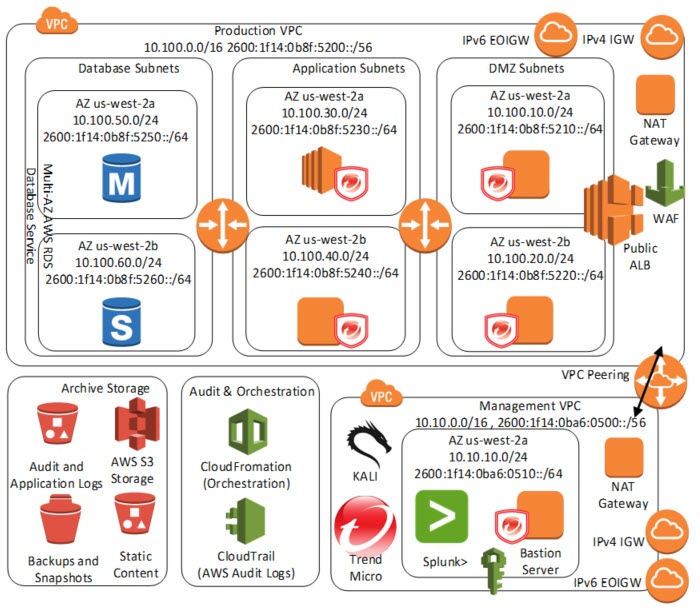 VPC
Production VPC
10.100.0.0/16 2600:1f14:0b8f:5200::/56
IPv6 EOIGW
IPv4 IGW
Database Subnets
Application Subnets
DMZ Subnets
AZ us-west-2a
10.100.50.0/24
2600:1f14:0b8f:5250::/64
M
AZ us-west-2a
10.100.30.0/24
2600:1f14:0b8f:5230::/64
AZ us-west-2a
10.100.10.0/24
2600:1f14:0b8f:5210::/64
NAT
Gateway
WAF
Public
ALB
Multi-AZ AWS RDS
Database Service
AZ us-west-2b
10.100.60.0/24
2600:1f14:0b8f:5260::/64
S
AZ us-west-2b
10.100.40.0/24
2600:1f14:0b8f:5240::/64
AZ us-west-2b
10.100.20.0/24
2600:1f14:0b8f:5220::/64
VPC Peering
Archive Storage
Audit and
Application Logs
AWS S3
Storage
Backups and
Snapshots
Static
Content
Audit & Orchestration
CloudFromation
(Orchestration)
CloudTrail
(AWS Audit Logs)
VPC
Management VPC
10.10.0.0/16 , 2600:1f14:0ba6:0500::/56
KALI
Trend
Micro
AZ us-west-2a
10.10.10.0/24
2600:1f14:0ba6:0510::/64
>
Splunk>
Bastion
Server
NAT
Gateway
IPv4 IGW
IPv6 EOIGW